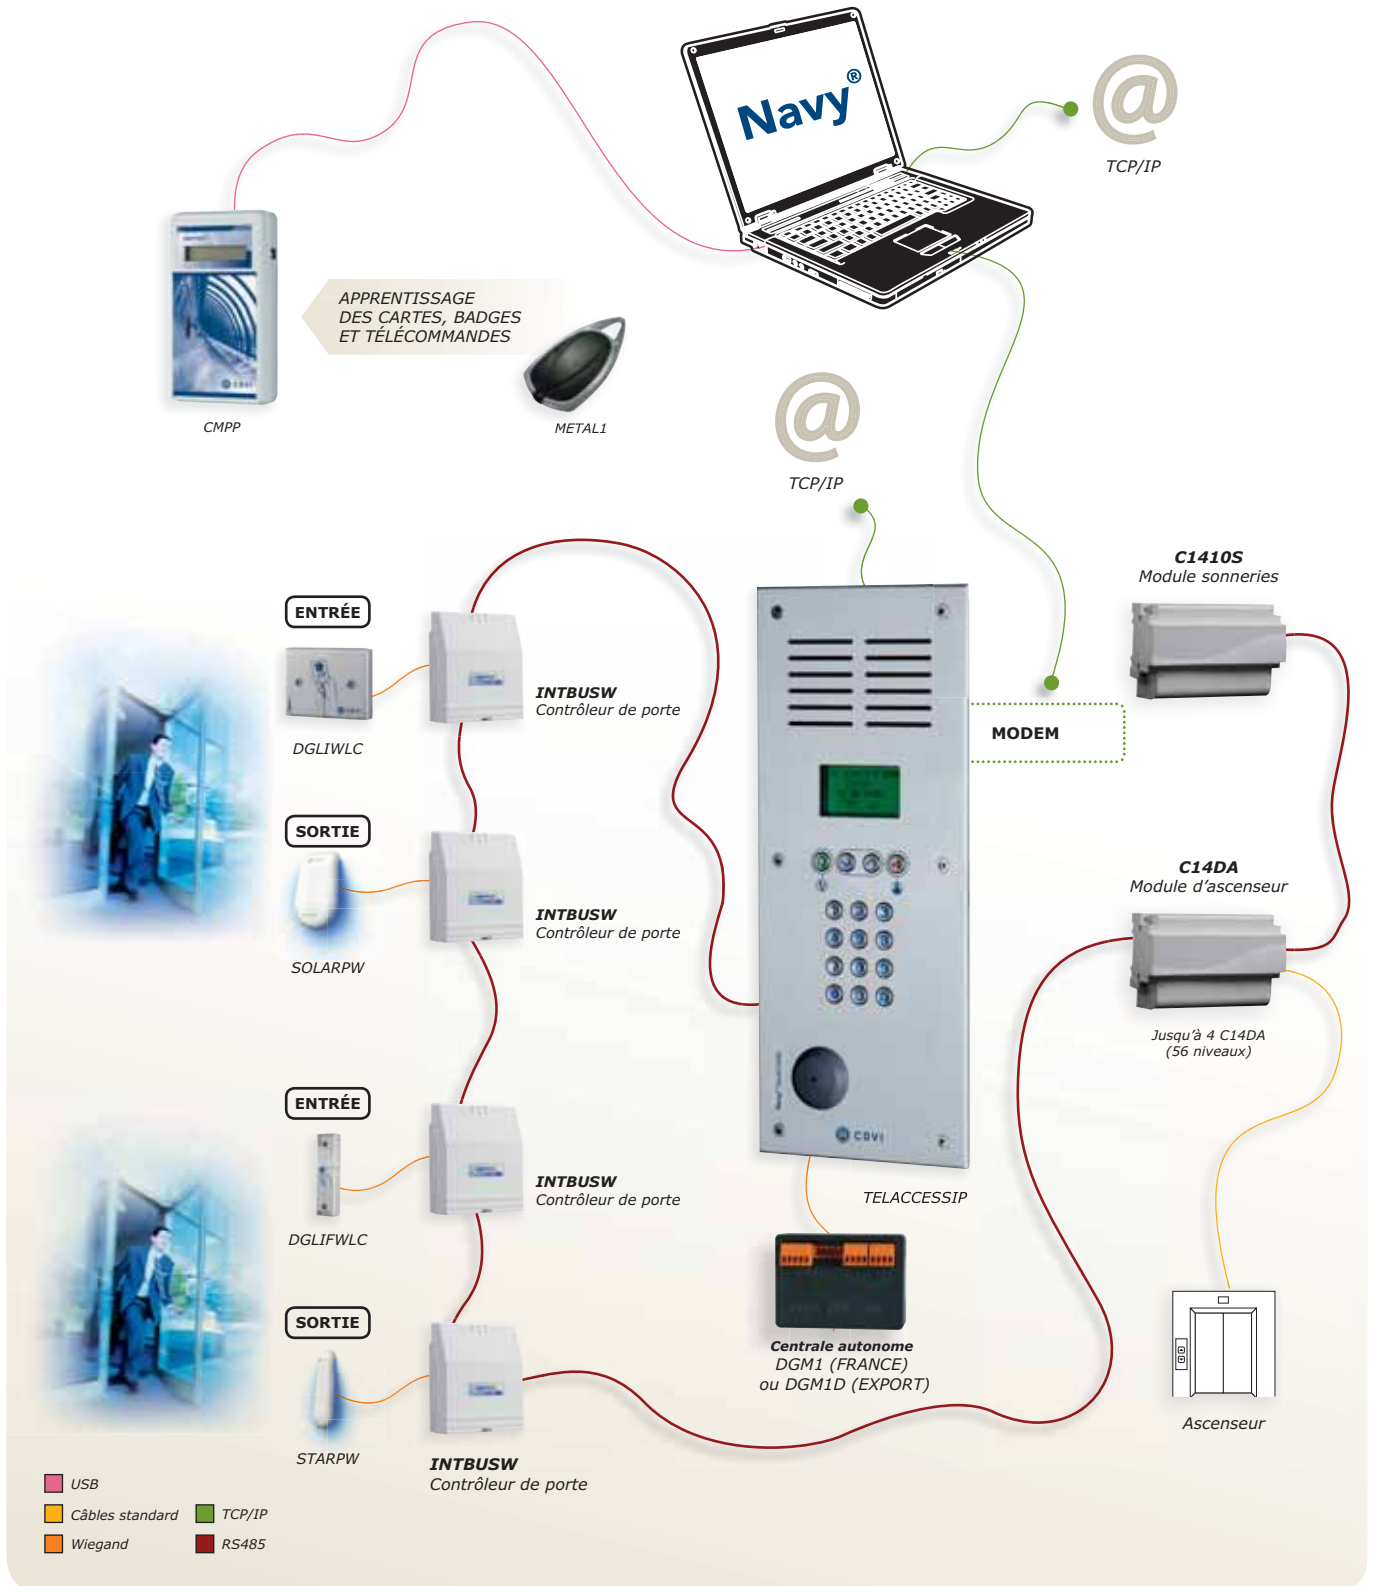 Navy®
@
TCP/IP
APPRENTISSAGE
DES CARTES, BADGES
ET TÉLÉCOMMANDES
CDVI
CMPP
METAL1
@
TCP/IP
C1410S
Module sonneries
ENTRÉE
INTBUSW
Contrôleur de porte
DGLIWLC
MODEM
SORTIE
C14DA
Module d'ascenseur
INTBUSW
Contrôleur de porte
SOLARPW
Jusqu'à 4 C14DA
(56 niveaux)
ENTRÉE
CDVI
INTBUSW
Contrôleur de porte
TELACCESSIP
DGLIFWLC
SORTIE
Centrale autonome
DGM1 (FRANCE)
ou DGM1D (EXPORT)
Ascenseur
STARPW
INTBUSW
Contrôleur de porte
USB
Câbles standard
TCP/IP
Wiegand
RS485